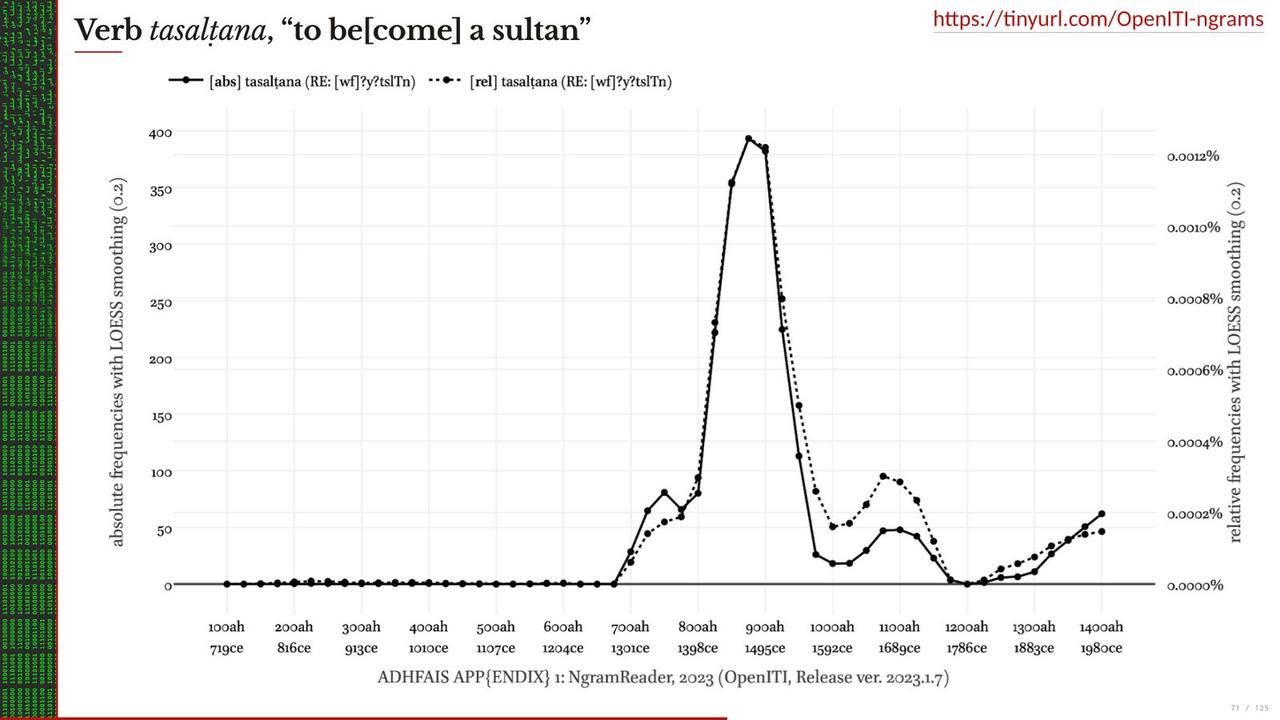 Verb tasalṭana, “to be[come] a sultan”
https://tinyurl.com/OpenITI-ngrams
[abs] tasalṭana (RE: [wf]?y?tslTn) [rel] tasalṭana (RE: [wf]?y?tslTn)
absolute frequencies with LOESS smoothing (0.2)
400
350
300
250
200
150
100
50
0
0.0012%
0.0010%
0.0008%
0.0006%
0.0004%
0.0002%
0.0000%
relative frequencies with LOESS smoothing (0.2)
100ah 200ah 300ah 400ah 500ah 600ah 700ah 800ah 900ah 1000ah 1100ah 1200ah 1300ah 1400ah
719ce 816ce 913ce 1010ce 1107ce 1204ce 1301ce 1398ce 1495ce 1592ce 1689ce 1786ce 1883ce 1980ce
ADHFAIS APP{ENDIX} 1: NgramReader, 2023 (OpenITI, Release ver. 2023.1.7)
71 / 125